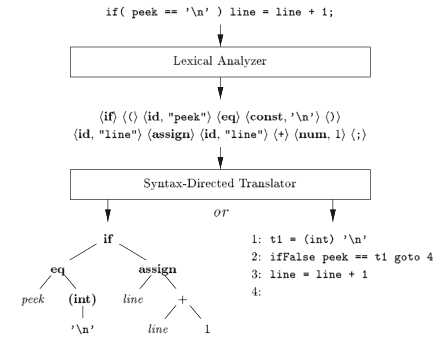 if( peek == '\n' ) line = line + 1;
Lexical Analyzer
⟨if⟩ ⟨(⟩ ⟨id, "peek"⟩ ⟨eq⟩ ⟨const, '\n'⟩ ⟨)⟩
⟨id, "line"⟩ ⟨assign⟩ ⟨id, "line"⟩ ⟨+⟩ ⟨num, 1⟩ ⟨;⟩
Syntax-Directed Translator
or
if
eq assign
peek (int) line +
'\n' line 1
1: t1 = (int) '\n'
2: ifFalse peek == t1 goto 4
3: line = line + 1
4: